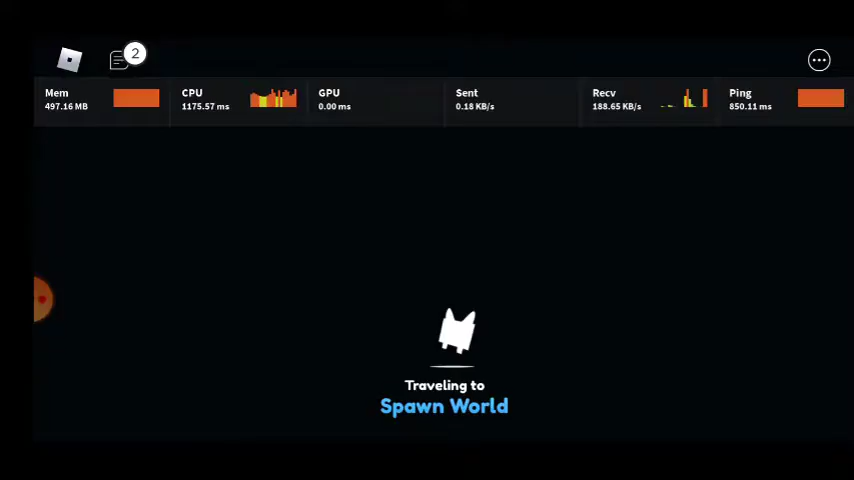 2
Mem
497.16 MB
CPU
1175.57 ms
GPU
0.00 ms
Sent
0.18 KB/s
Recv
188.65 KB/s
Ping
850.11 ms
Traveling to
Spawn World